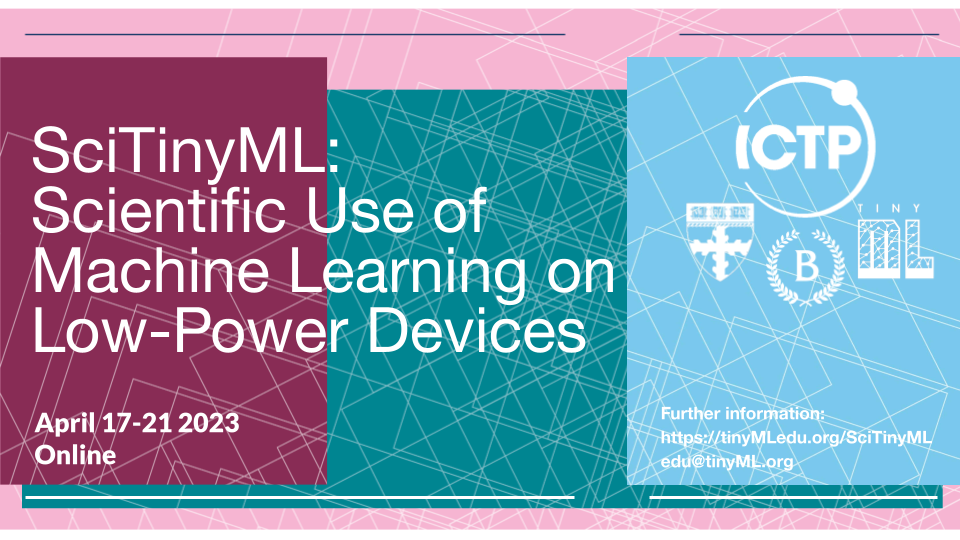 SciTinyML:
Scientific Use of
Machine Learning on
Low-Power Devices
April 17-21 2023
Online
ICTP
TINY
ML
B
Further information:
https://tinyMLedu.org/SciTinyML
edu@tinyML.org